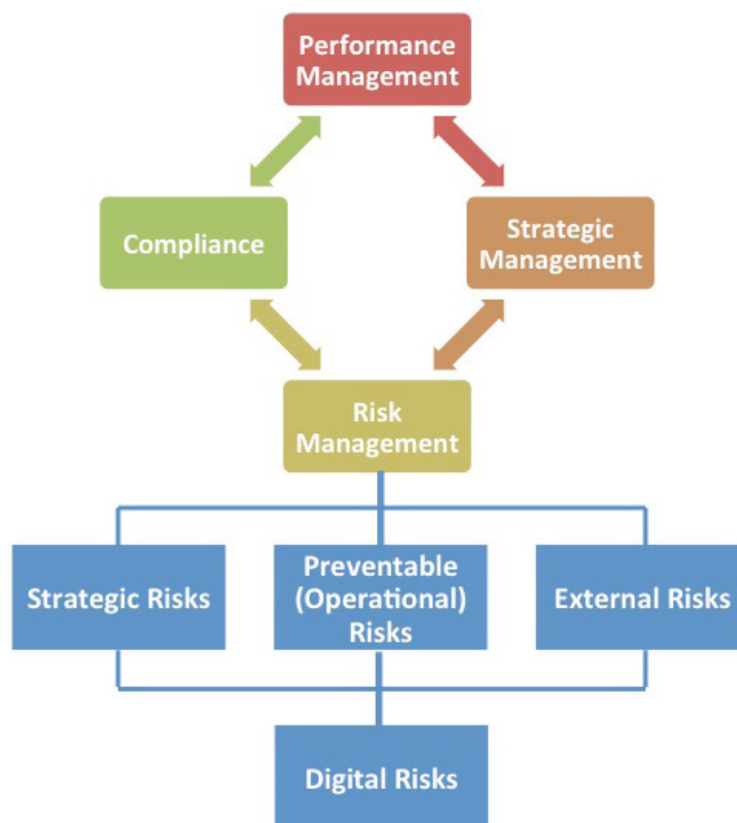 Performance
Management
Compliance
Strategic
Management
Risk
Management
Strategic Risks
Preventable
(Operational)
Risks
External Risks
Digital Risks